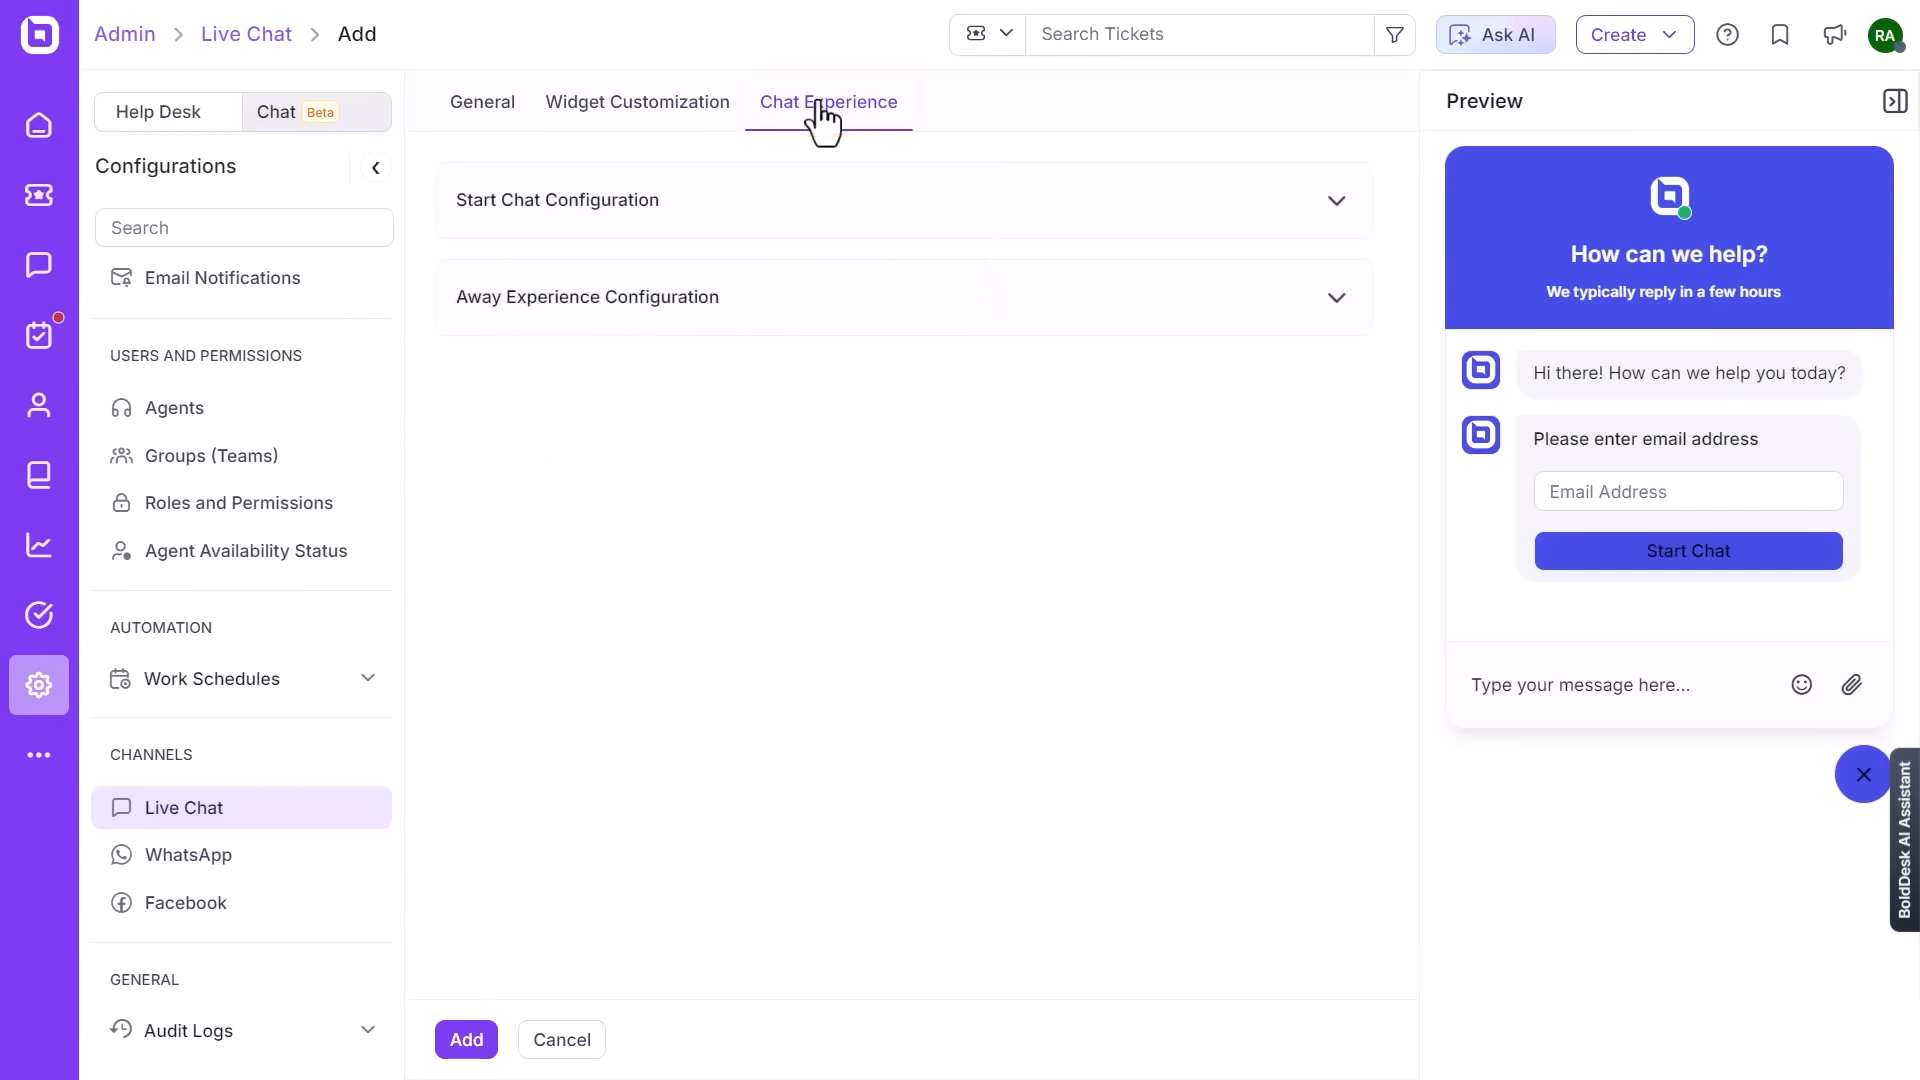 Admin > Live Chat > Add
Search Tickets
Ask AI
Create
RA
Help Desk
Chat Beta
Configurations
Search
Email Notifications
USERS AND PERMISSIONS
Agents
Groups (Teams)
Roles and Permissions
Agent Availability Status
AUTOMATION
Work Schedules
CHANNELS
Live Chat
WhatsApp
Facebook
GENERAL
Audit Logs
General
Widget Customization
Chat Experience
Start Chat Configuration
Away Experience Configuration
Add
Cancel
Preview
How can we help?
We typically reply in a few hours
Hi there! How can we help you today?
Please enter email address
Email Address
Start Chat
Type your message here...
BoldDesk AI Assistant